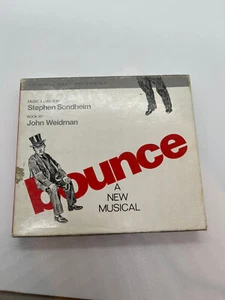 MUSIC & LYRICS BY
Stephen Sondheim
BOOK BY
John Weidman
bounce
A
NEW
MUSICAL